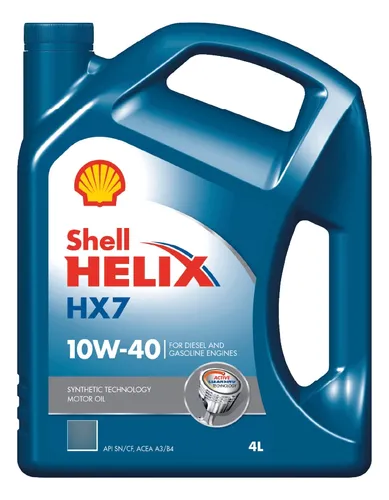 Shell
HELIX
HX7
10W-40
FOR DIESEL AND
GASOLINE ENGINES
SYNTHETIC TECHNOLOGY
MOTOR OIL
ACTIVE
CLEANSING
TECHNOLOGY
API SN/CF, ACEA A3/B4
4L